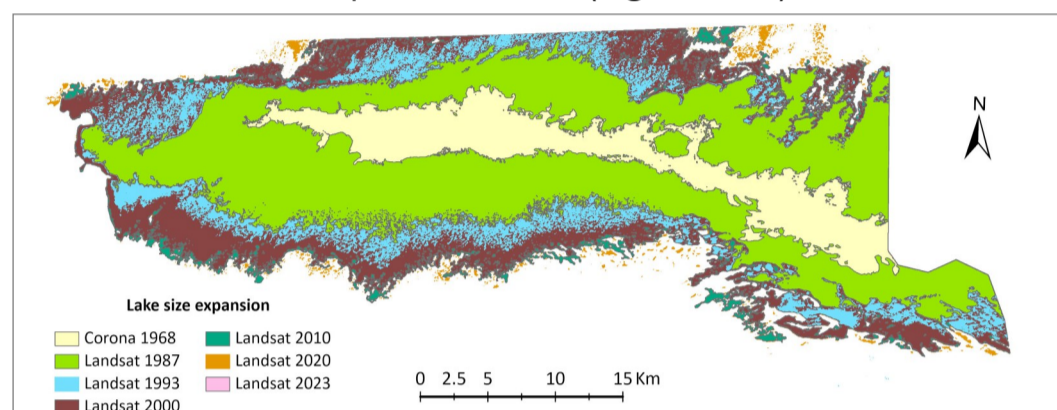 N
Lake size expansion
Corona 1968
Landsat 1987
Landsat 1993
Landsat 2000
Landsat 2010
Landsat 2020
Landsat 2023
0 2.5 5 10 15 Km